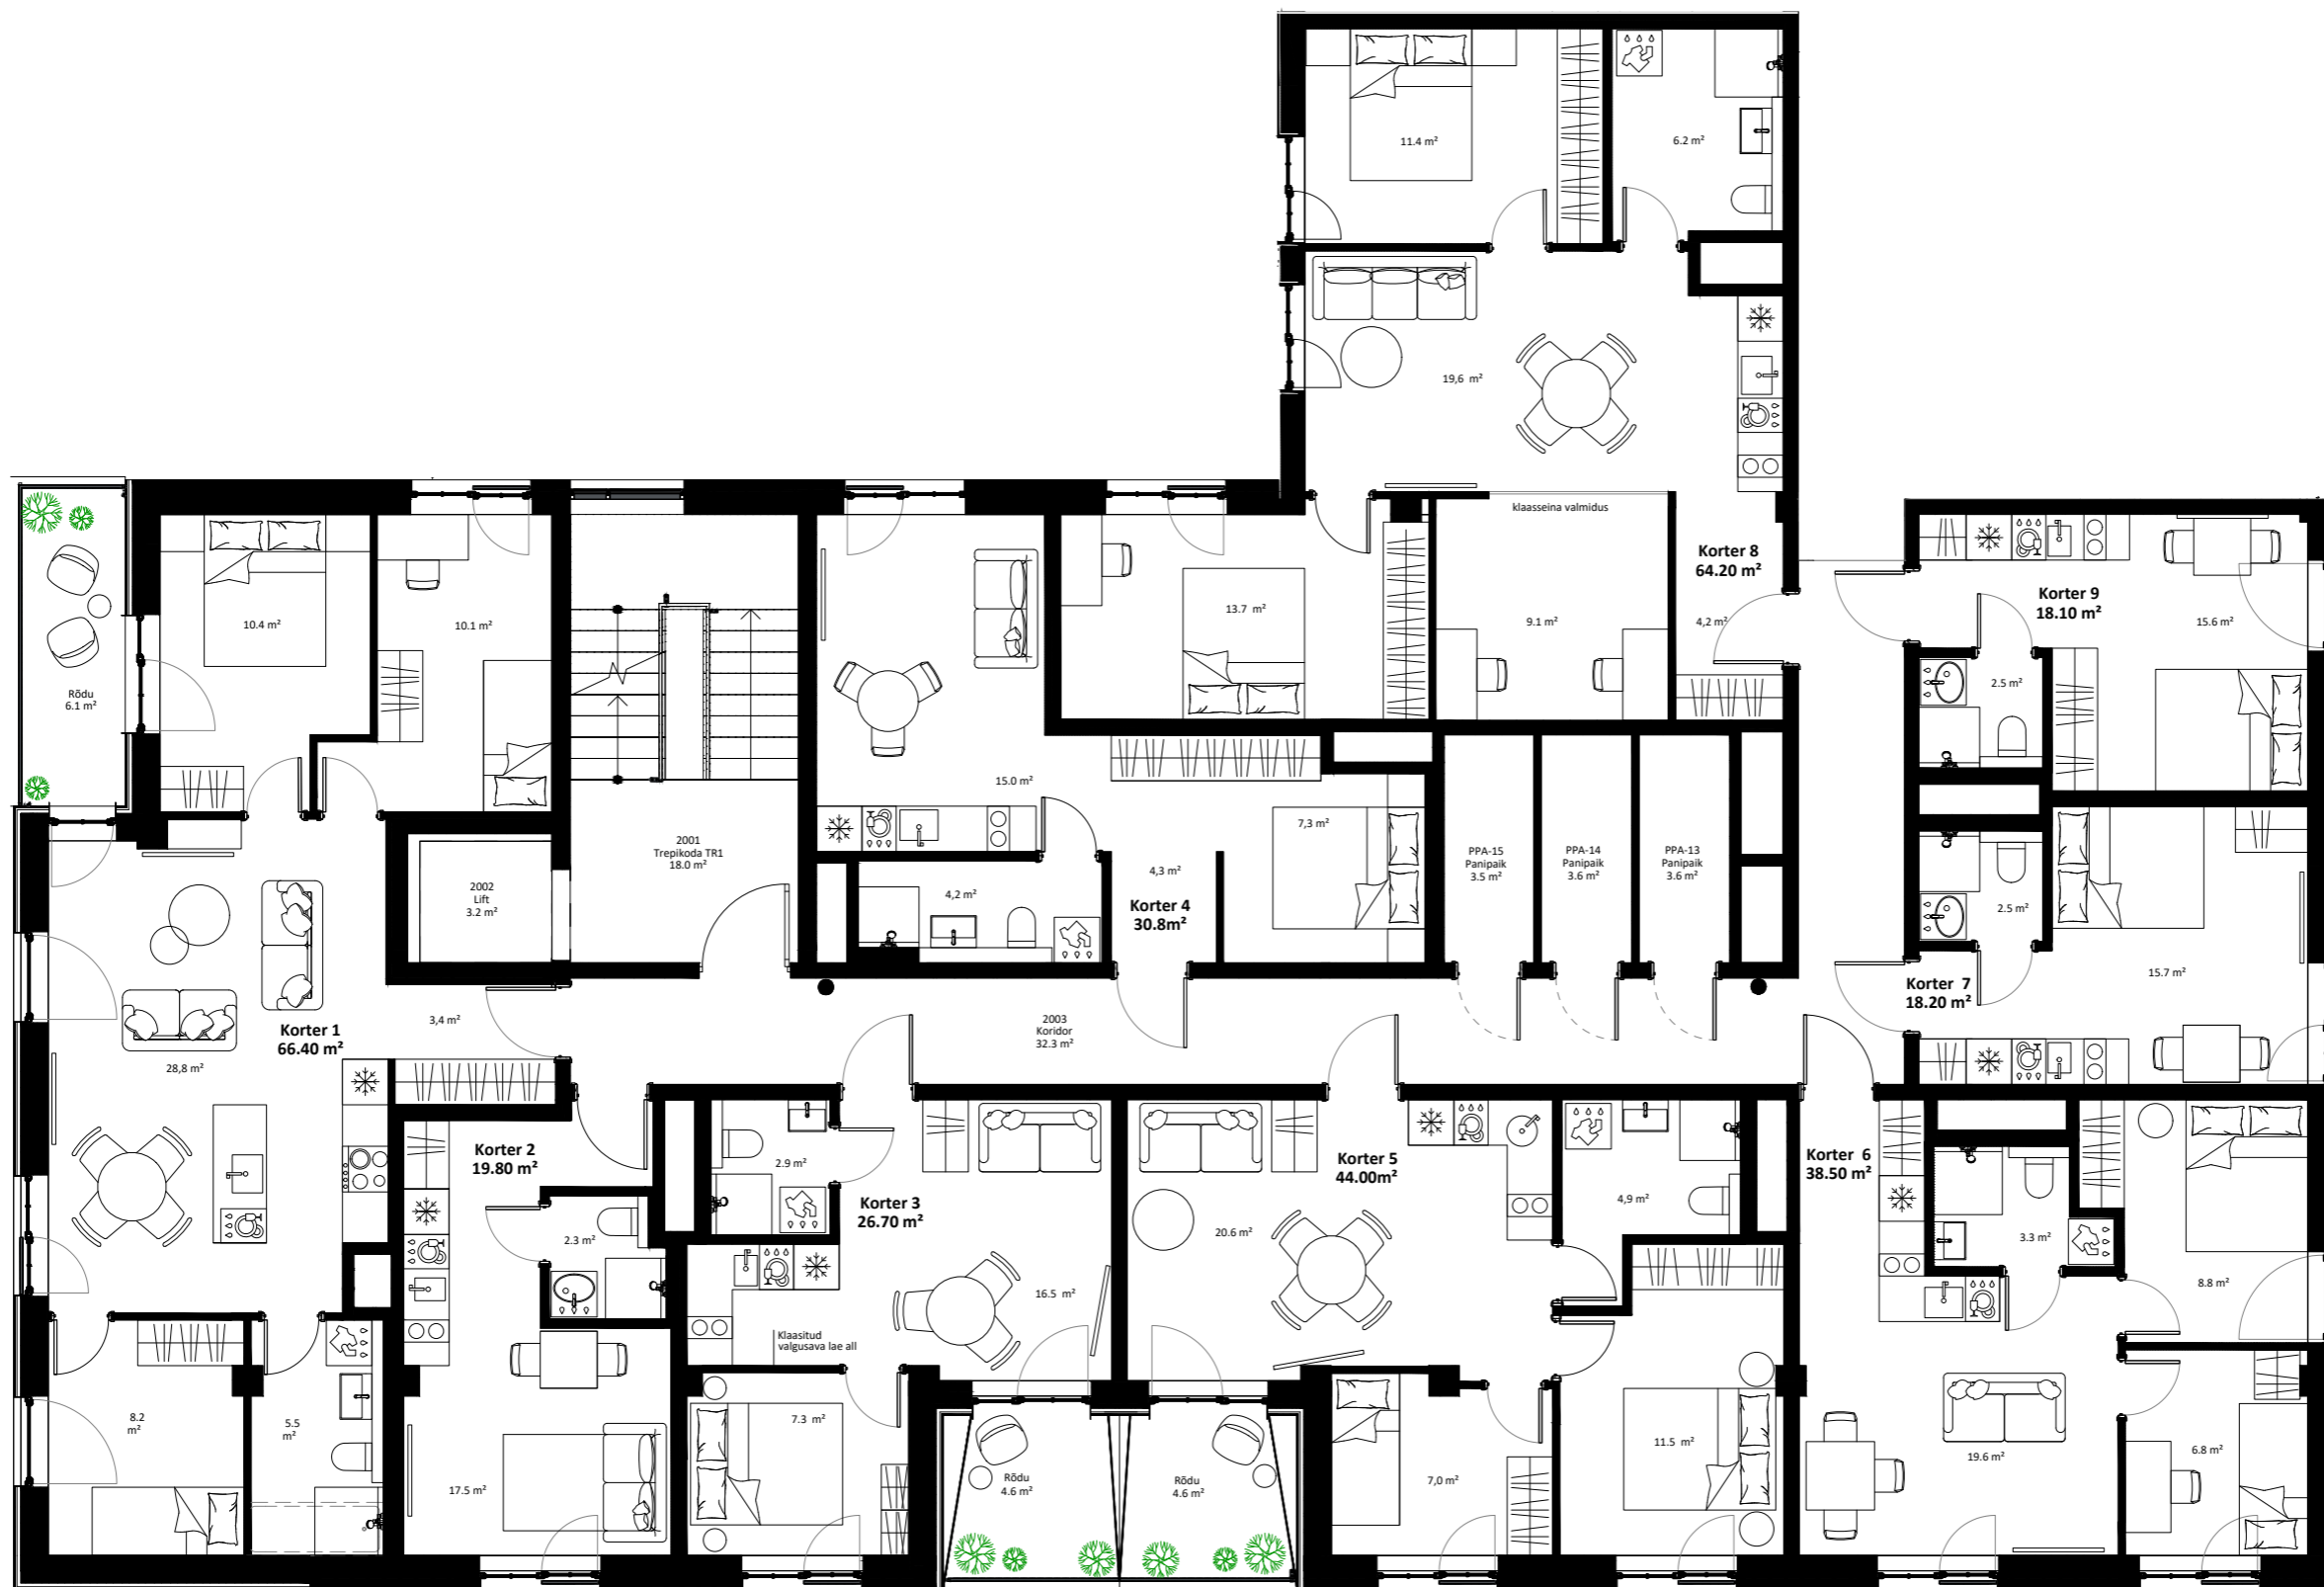 11.4 m²
6.2 m²
19,6 m²
klaasseina valmidus
Korter 8
64.20 m²
13.7 m²
9.1 m²
4,2 m²
Korter 9
18.10 m²
15.6 m²
2.5 m²
10.4 m²
10.1 m²
Rõdu
6.1 m²
15.0 m²
7,3 m²
2001
Trepikoda TR1
18.0 m²
2002
Lift
3.2 m²
4,2 m²
4,3 m²
Korter 4
30.8m²
PPA-15
Panipaik
3.5 m²
PPA-14
Panipaik
3.6 m²
PPA-13
Panipaik
3.6 m²
2.5 m²
Korter 7
18.20 m²
15.7 m²
3,4 m²
Korter 1
66.40 m²
28,8 m²
2003
Koridor
32.3 m²
Korter 2
19.80 m²
2.3 m²
2.9 m²
Korter 3
26.70 m²
16.5 m²
Klaasitud
valgusava lae all
Korter 5
44.00m²
20.6 m²
4,9 m²
Korter 6
38.50 m²
3.3 m²
8.8 m²
8.2
m²
5.5
m²
17.5 m²
7.3 m²
Rõdu
4.6 m²
Rõdu
4.6 m²
7,0 m²
11.5 m²
19.6 m²
6.8 m²